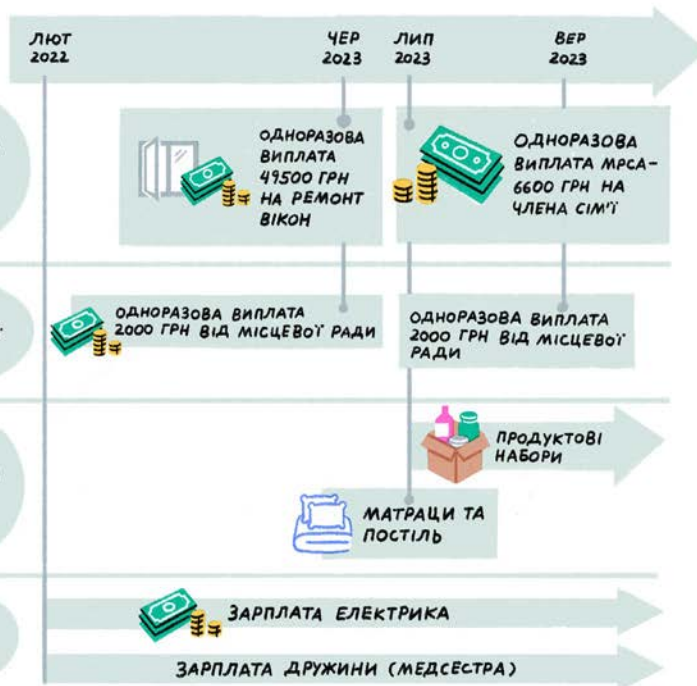 ЛЮТ
2022
ЧЕР
2023
ЛИП
2023
ВЕР
2023
ОДНОРАЗОВА
ВИПЛАТА
49500 ГРН
НА РЕМОНТ
ВІКОН
ОДНОРАЗОВА
ВИПЛАТА МРСА-
6600 ГРН НА
ЧЛЕНА СІМ'Ї
ОДНОРАЗОВА ВИПЛАТА
2000 ГРН ВІД МІСЦЕВОЇ РАДИ
ОДНОРАЗОВА ВИПЛАТА
2000 ГРН ВІД МІСЦЕВОЇ
РАДИ
ПРОДУКТОВІ
НАБОРИ
МАТРАЦИ ТА
ПОСТІЛЬ
ЗАРПЛАТА ЕЛЕКТРИКА
ЗАРПЛАТА ДРУЖИНИ (МЕДСЕСТРА)